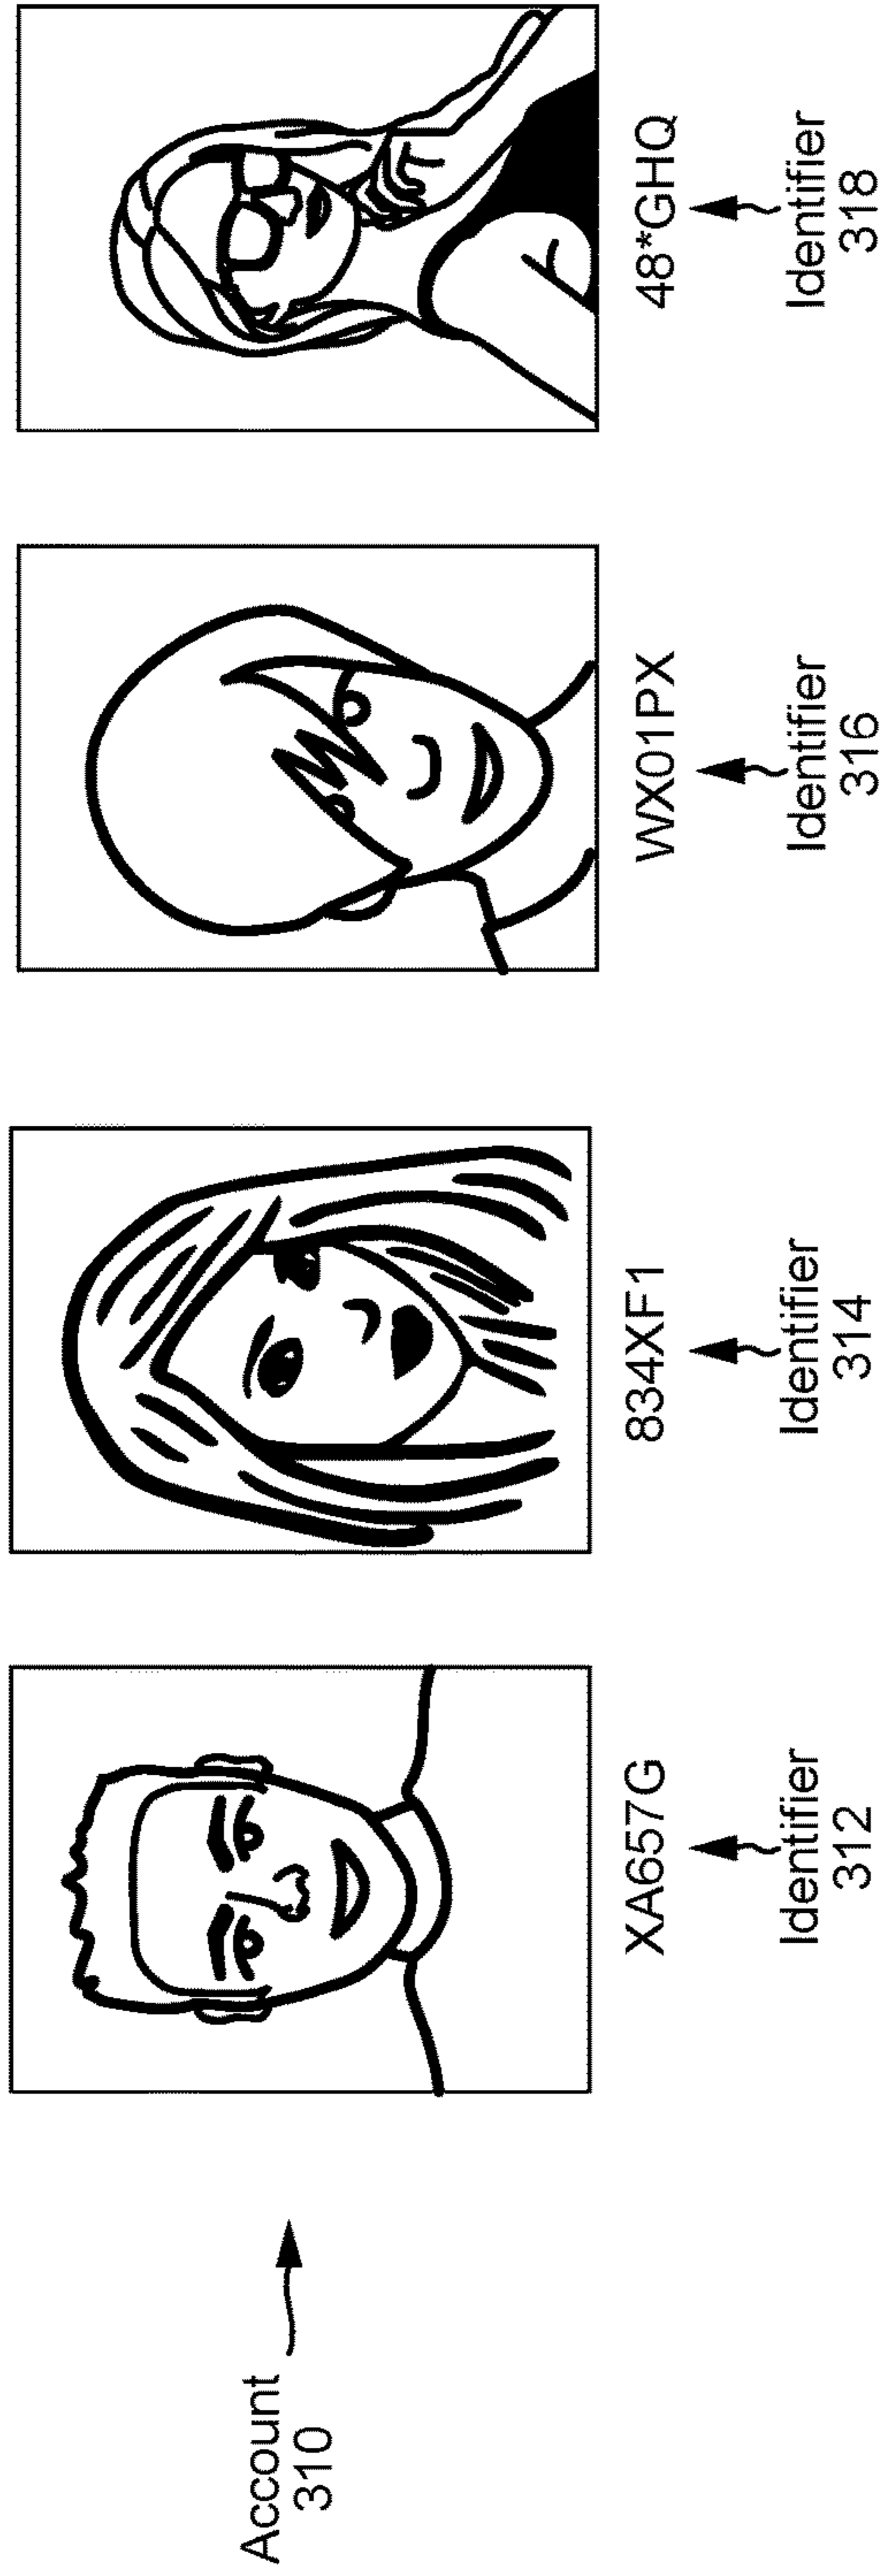 Account
310
XA657G
Identifier
312
834XF1
Identifier
314
WX01PX
Identifier
316
48*GHQ
Identifier
318